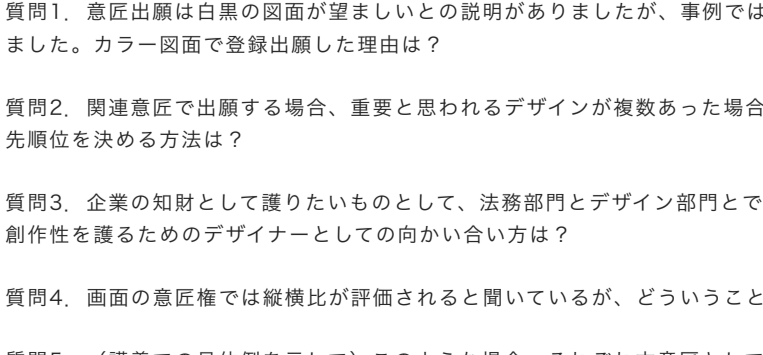 質問1．意匠出願は白黒の図面が望ましいとの説明がありましたが、事例では
ました。カラー図面で登録出願した理由は？
質問2．関連意匠で出願する場合、重要と思われるデザインが複数あった場合
先順位を決める方法は？
質問3．企業の知財として護りたいものとして、法務部門とデザイン部門とで
創作性を護るためのデザイナーとしての向かい合い方は？
質問4．画面の意匠権では縦横比が評価されると聞いているが、どういうこと